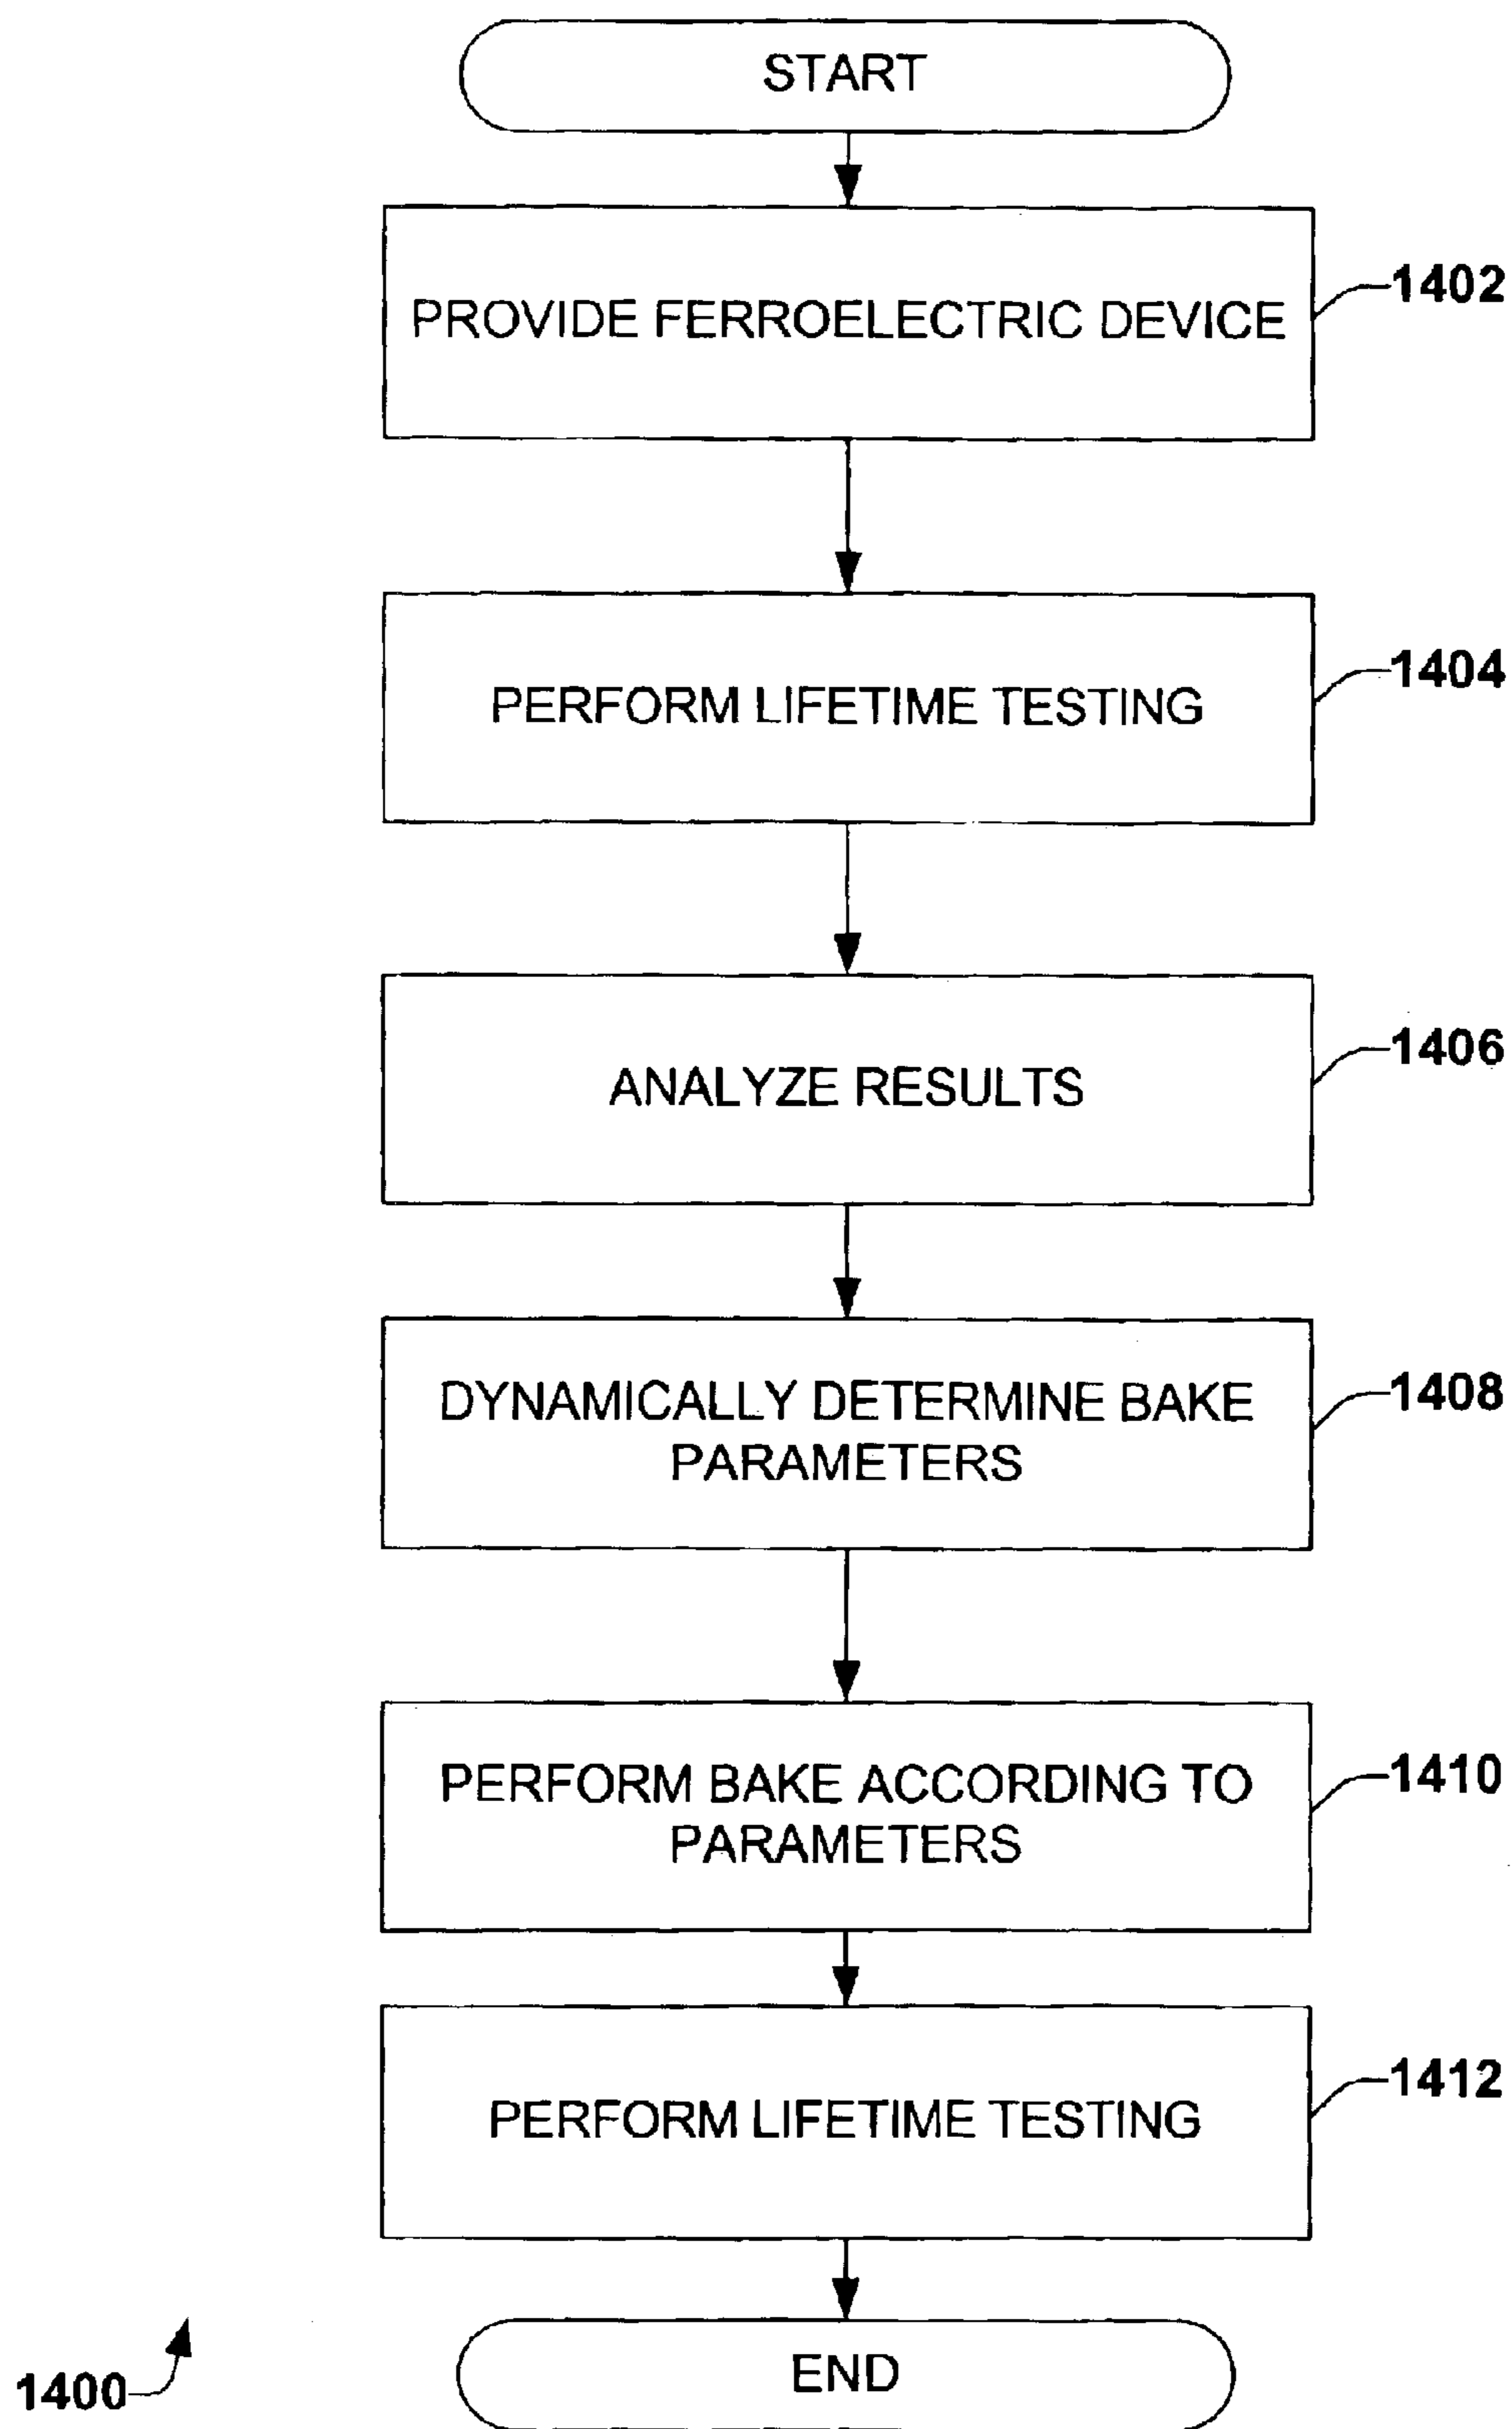 START
PROVIDE FERROELECTRIC DEVICE
1402
PERFORM LIFETIME TESTING
1404
ANALYZE RESULTS
1406
DYNAMICALLY DETERMINE BAKE
PARAMETERS
1408
PERFORM BAKE ACCORDING TO
PARAMETERS
1410
PERFORM LIFETIME TESTING
1412
END
1400